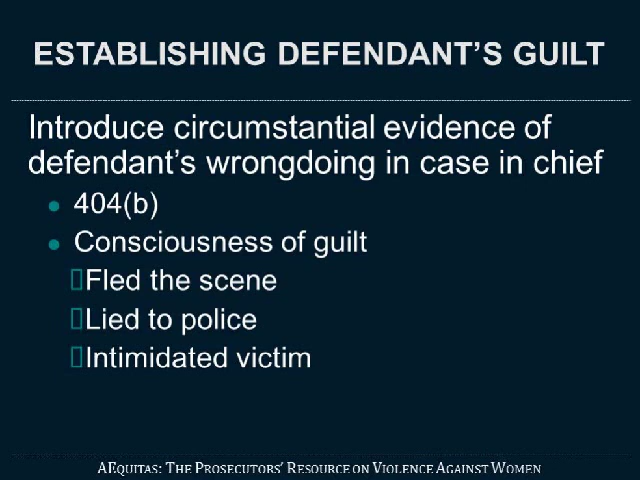 ESTABLISHING DEFENDANT'S GUILT
Introduce circumstantial evidence of
defendant's wrongdoing in case in chief
● 404(b)
● Consciousness of guilt
▯Fled the scene
▯Lied to police
▯Intimidated victim
AEQUITAS: THE PROSECUTORS' RESOURCE ON VIOLENCE AGAINST WOMEN